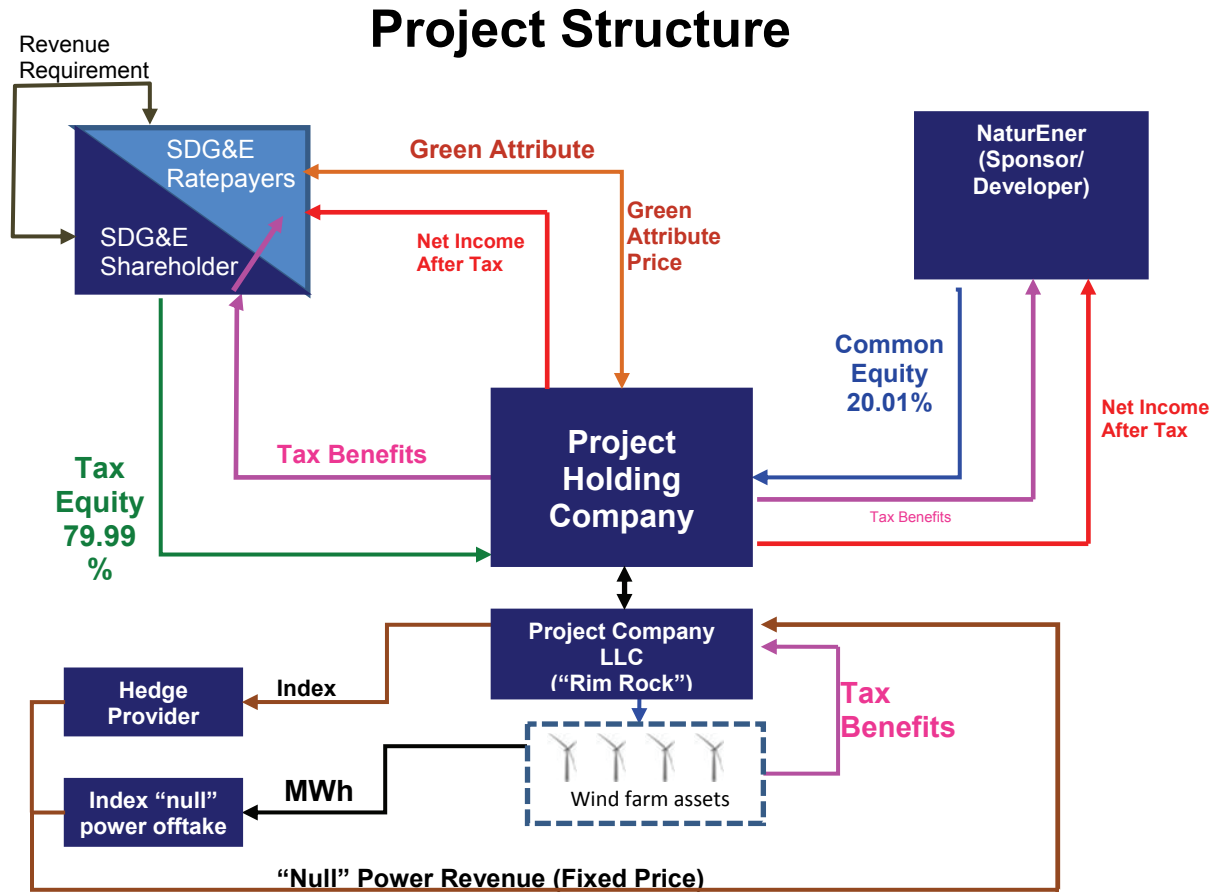 Project Structure
Revenue
Requirement
SDG&E
Ratepayers
SDG&E
Shareholder
Green Attribute
Green
Attribute
Price
Net Income
After Tax
NaturEner
(Sponsor/
Developer)
Common
Equity
20.01%
Net Income
After Tax
Tax Benefits
Tax
Equity
79.99
%
Project
Holding
Company
Tax Benefits
Project Company
LLC
(“Rim Rock”)
Hedge
Provider
Index
Tax
Benefits
Wind farm assets
MWh
Index “null”
power offtake
“Null” Power Revenue (Fixed Price)